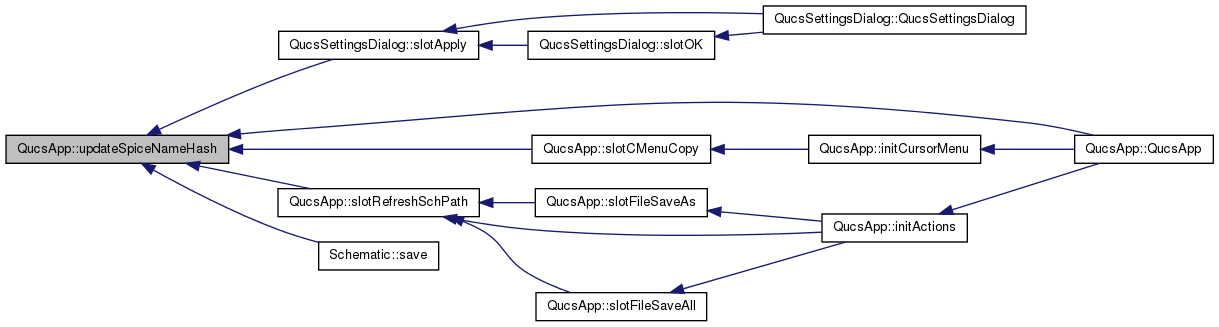 QucsSettingsDialog::QucsSettingsDialog
QucsSettingsDialog::slotApply
QucsSettingsDialog::slotOK
QucsApp::updateSpiceNameHash
QucsApp::slotCMenuCopy
QucsApp::initCursorMenu
QucsApp::QucsApp
QucsApp::slotRefreshSchPath
QucsApp::slotFileSaveAs
QucsApp::initActions
Schematic::save
QucsApp::slotFileSaveAll